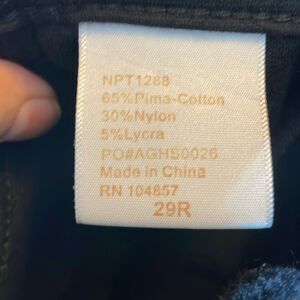 NPT1288
65%Pima-Cotton
30%Nylon
5%Lycra
PO#AGHS0026
Made in China
RN 104857
29R